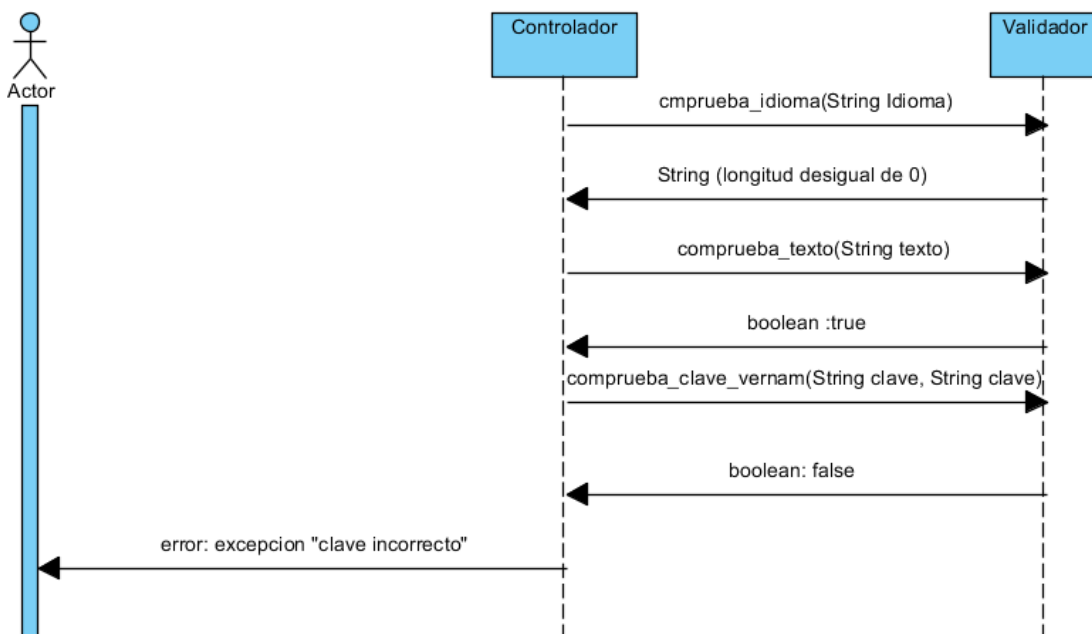 Actor
Controlador
Validador
cmprueba_idioma(String Idioma)
String (longitud desigual de 0)
comprueba_texto(String texto)
boolean :true
comprueba_clave_vernam(String clave, String clave)
boolean: false
error: excepcion "clave incorrecto"